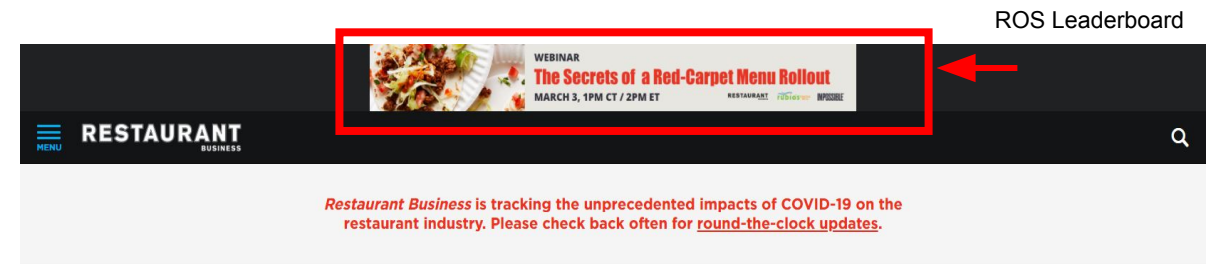 ROS Leaderboard
WEBINAR
The Secrets of a Red-Carpet Menu Rollout
MARCH 3, 1PM CT / 2PM ET
RESTAURANT
rubios
IMPOSSIBLE
MENU
RESTAURANT
BUSINESS
Restaurant Business is tracking the unprecedented impacts of COVID-19 on the
restaurant industry. Please check back often for round-the-clock updates.